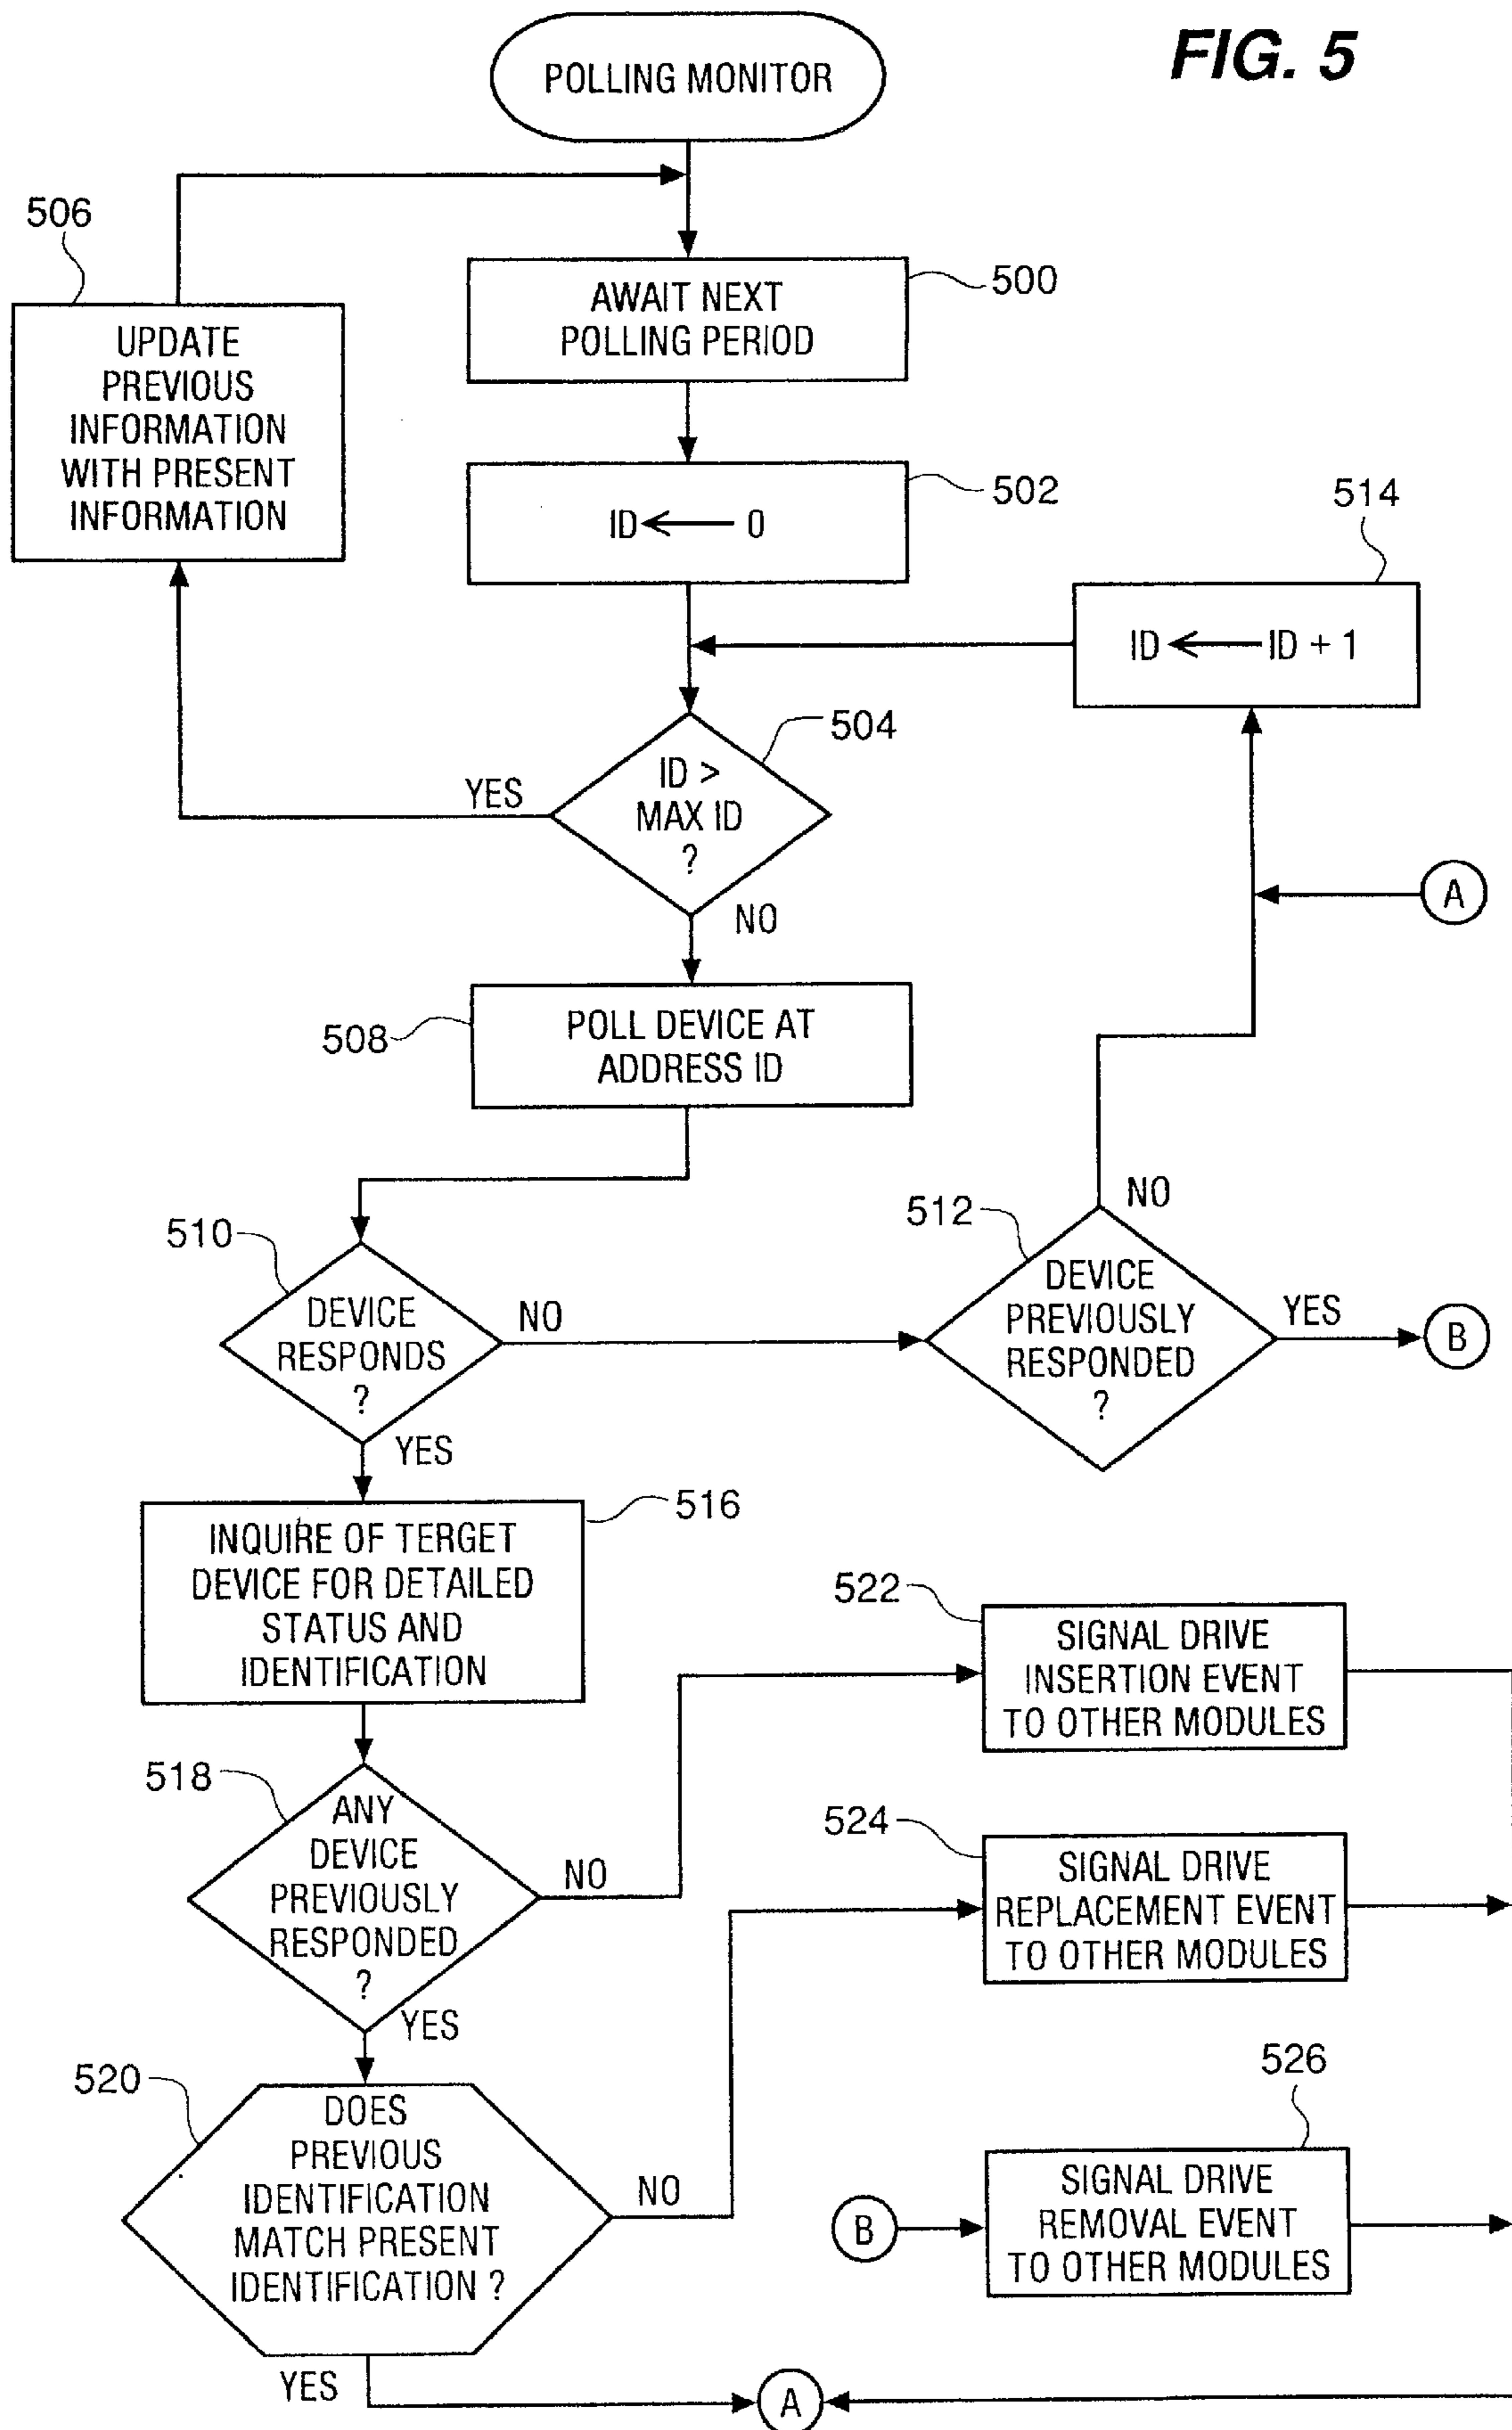 FIG. 5
POLLING MONITOR
506
500
AWAIT NEXT
POLLING PERIOD
UPDATE
PREVIOUS
INFORMATION
WITH PRESENT
INFORMATION
502
ID ← 0
514
ID ← ID + 1
504
ID >
MAX ID
?
YES
NO
A
508
POLL DEVICE AT
ADDRESS ID
510
DEVICE
RESPONDS
?
NO
YES
512
NO
DEVICE
PREVIOUSLY
RESPONDED
?
YES
B
516
INQUIRE OF TERGET
DEVICE FOR DETAILED
STATUS AND
IDENTIFICATION
522
SIGNAL DRIVE
INSERTION EVENT
TO OTHER MODULES
518
ANY
DEVICE
PREVIOUSLY
RESPONDED
?
NO
YES
524
SIGNAL DRIVE
REPLACEMENT EVENT
TO OTHER MODULES
520
DOES
PREVIOUS
IDENTIFICATION
MATCH PRESENT
IDENTIFICATION ?
NO
YES
526
B
SIGNAL DRIVE
REMOVAL EVENT
TO OTHER MODULES
A